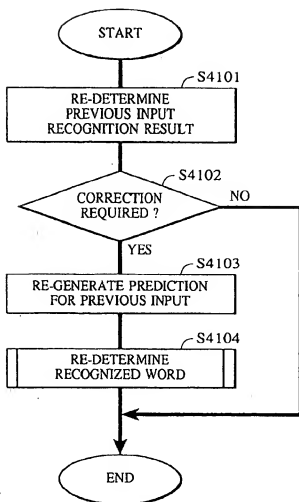 START
S4101
RE-DETERMINE
PREVIOUS INPUT
RECOGNITION RESULT
S4102
CORRECTION
REQUIRED ?
NO
YES
S4103
RE-GENERATE PREDICTION
FOR PREVIOUS INPUT
S4104
RE-DETERMINE
RECOGNIZED WORD
END